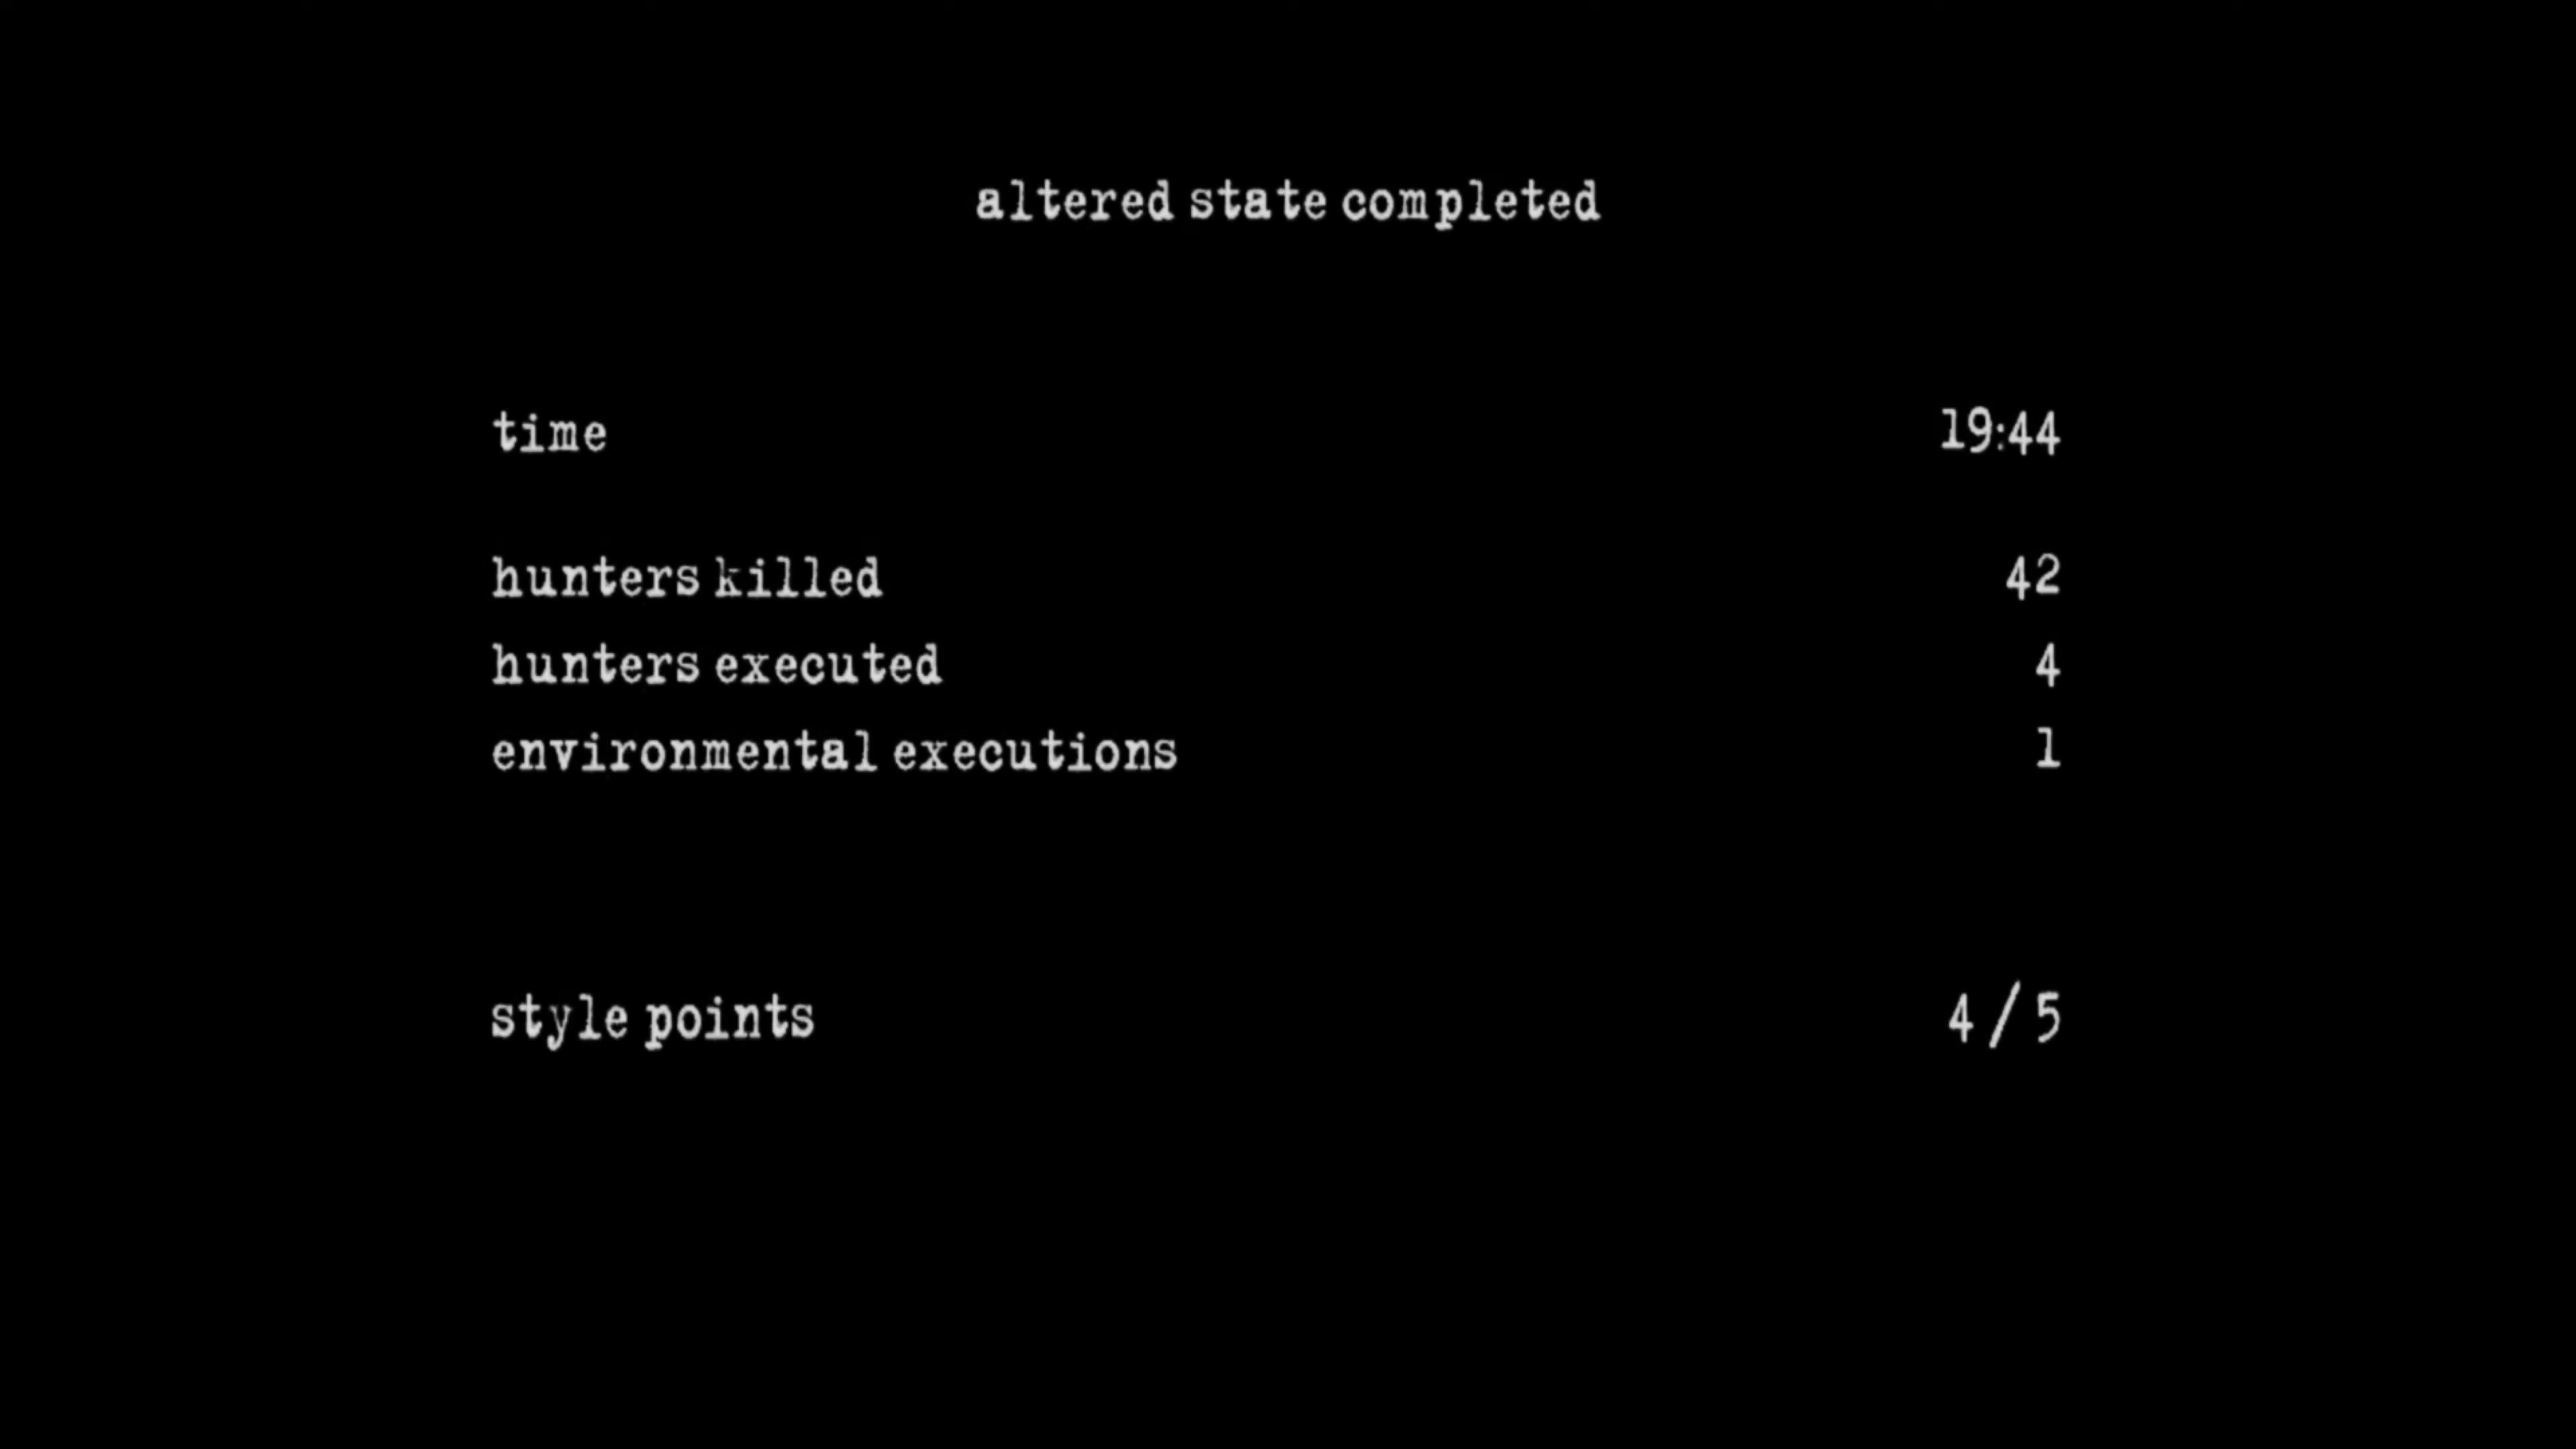 altered state completed
time 19:44
hunters killed 42
hunters executed 4
environmental executions 1
style points 4/5